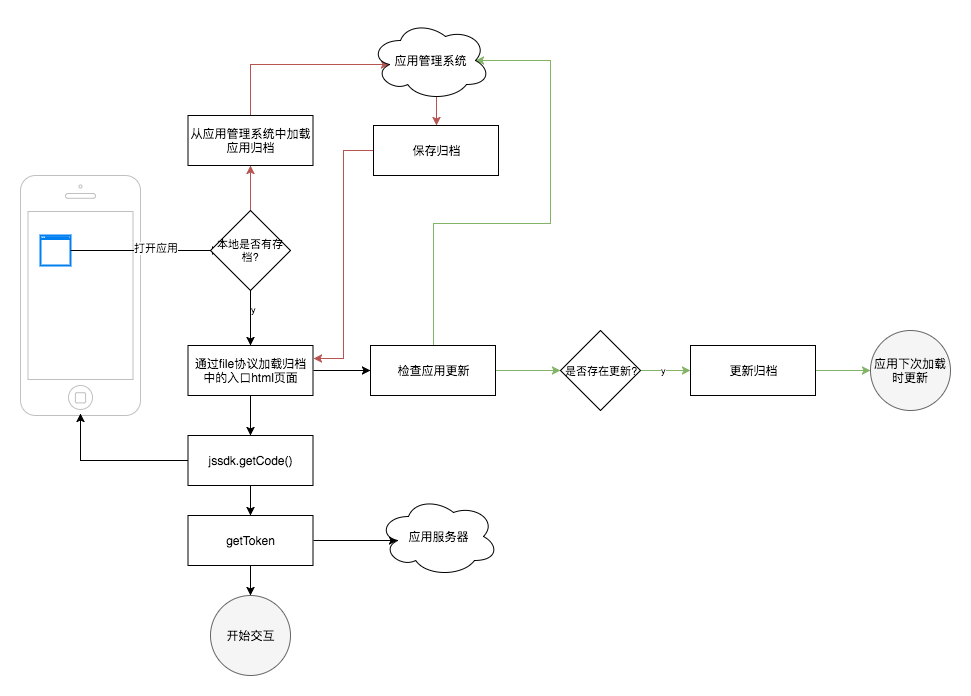 应用管理系统
从应用管理系统中加载
应用归档
保存归档
打开应用
本地是否有存
档?
y
通过file协议加载归档
中的入口html页面
检查应用更新
是否存在更新?
y
更新归档
应用下次加载
时更新
jssdk.getCode()
getToken
应用服务器
开始交互